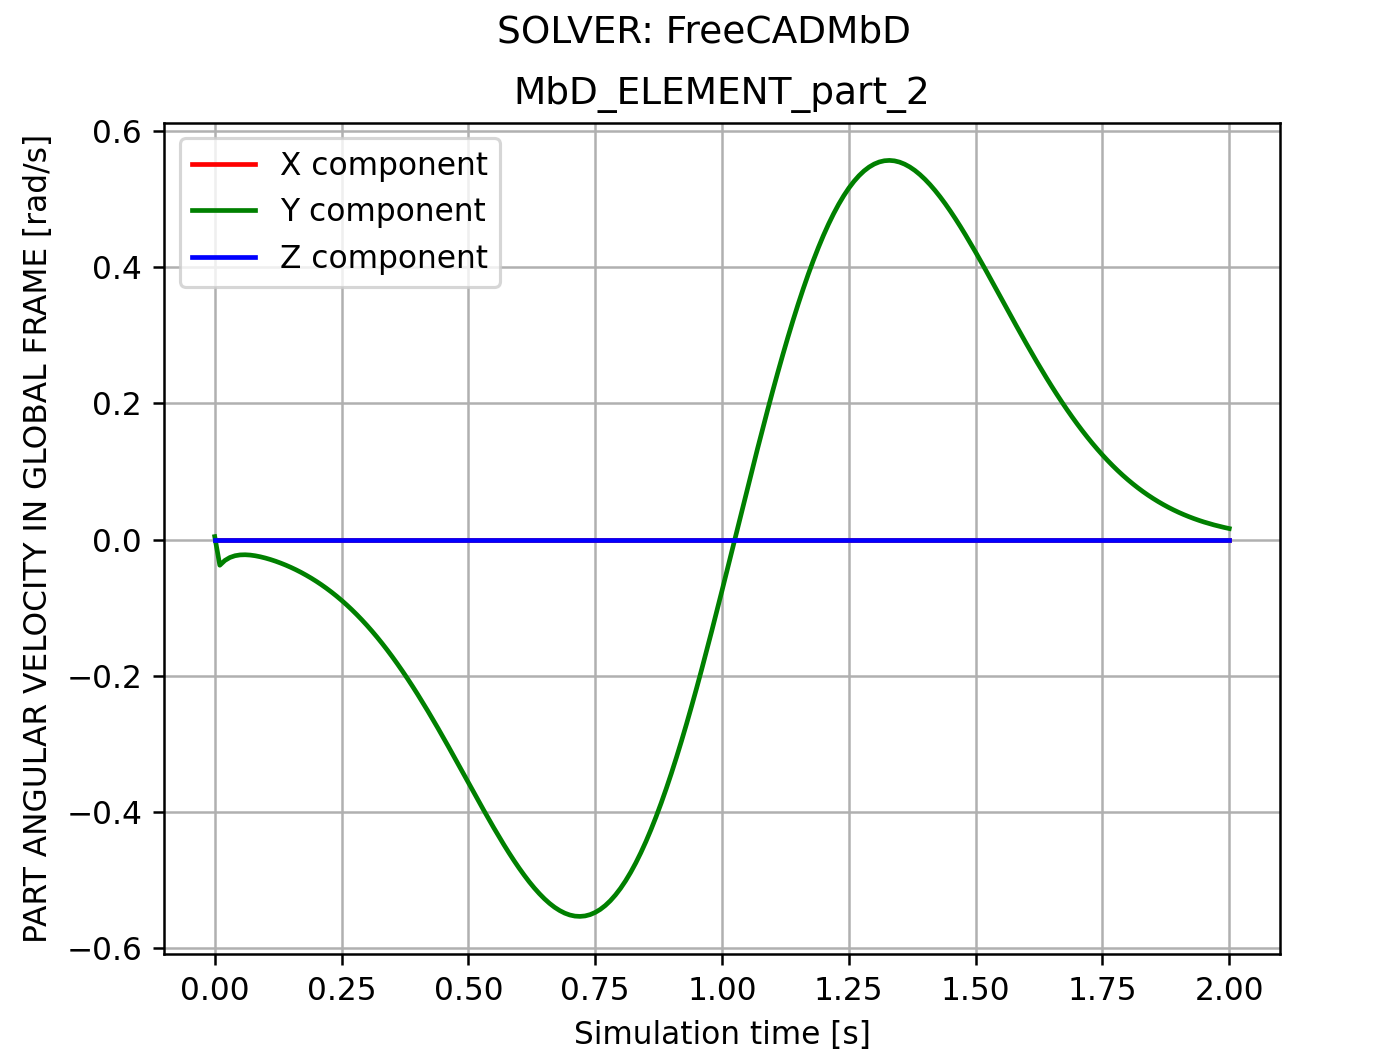 SOLVER: FreeCADMbD
MbD_ELEMENT_part_2
PART ANGULAR VELOCITY IN GLOBAL FRAME [rad/s]
0.6
0.4
0.2
0.0
−0.2
−0.4
−0.6
X component
Y component
Z component
0.00 0.25 0.50 0.75 1.00 1.25 1.50 1.75 2.00
Simulation time [s]